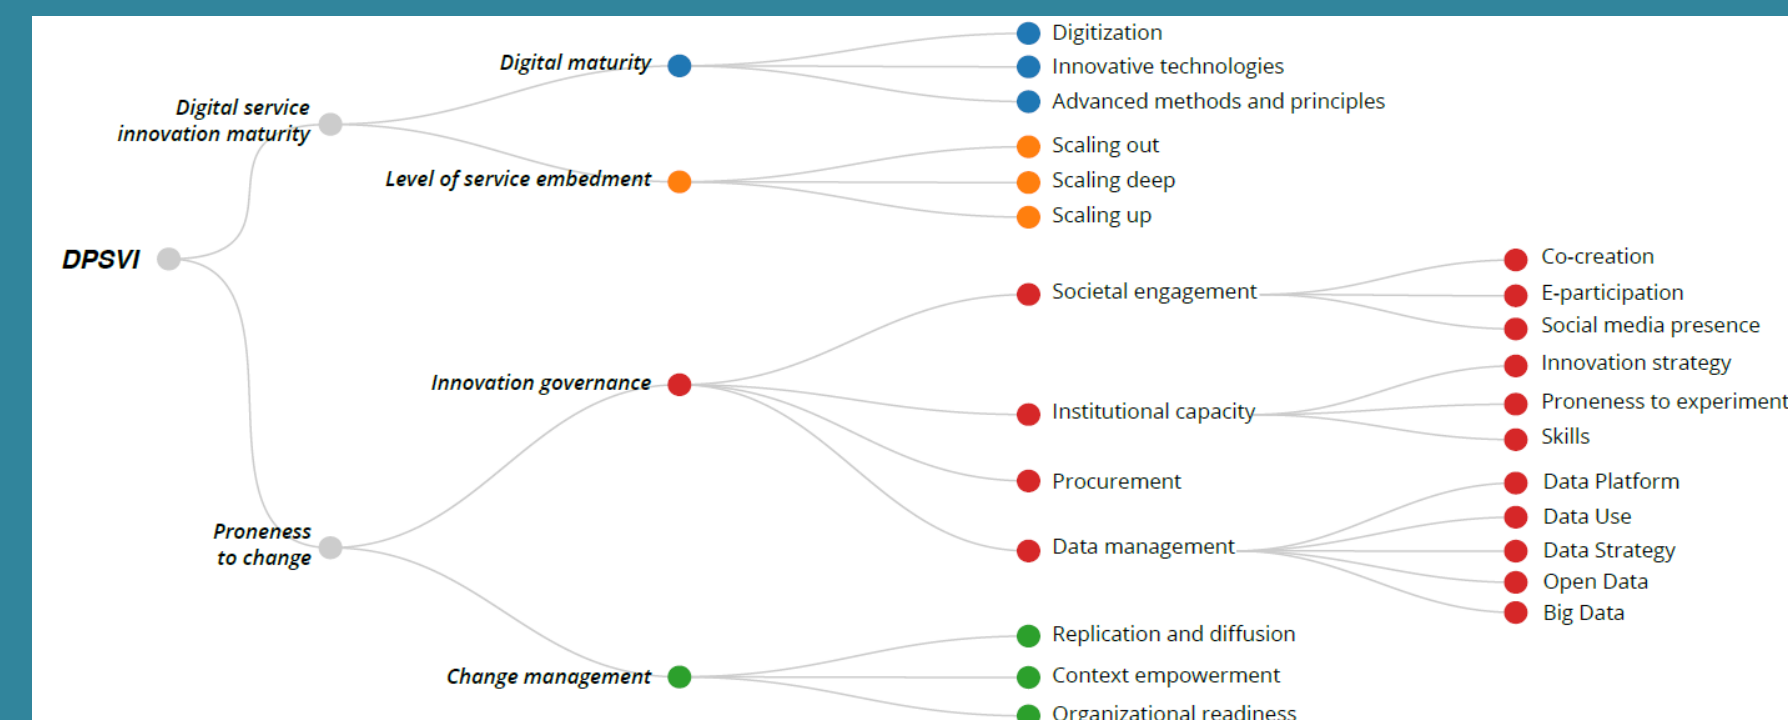 Digitization
Digital maturity
Innovative technologies
Advanced methods and principles
Digital service
innovation maturity
Scaling out
Level of service embedment
Scaling deep
Scaling up
DPSVI
Co-creation
Societal engagement
E-participation
Social media presence
Innovation governance
Innovation strategy
Institutional capacity
Proneness to experiment
Skills
Procurement
Data Platform
Data Use
Proneness
to change
Data management
Data Strategy
Open Data
Big Data
Replication and diffusion
Change management
Context empowerment
Organizational readiness